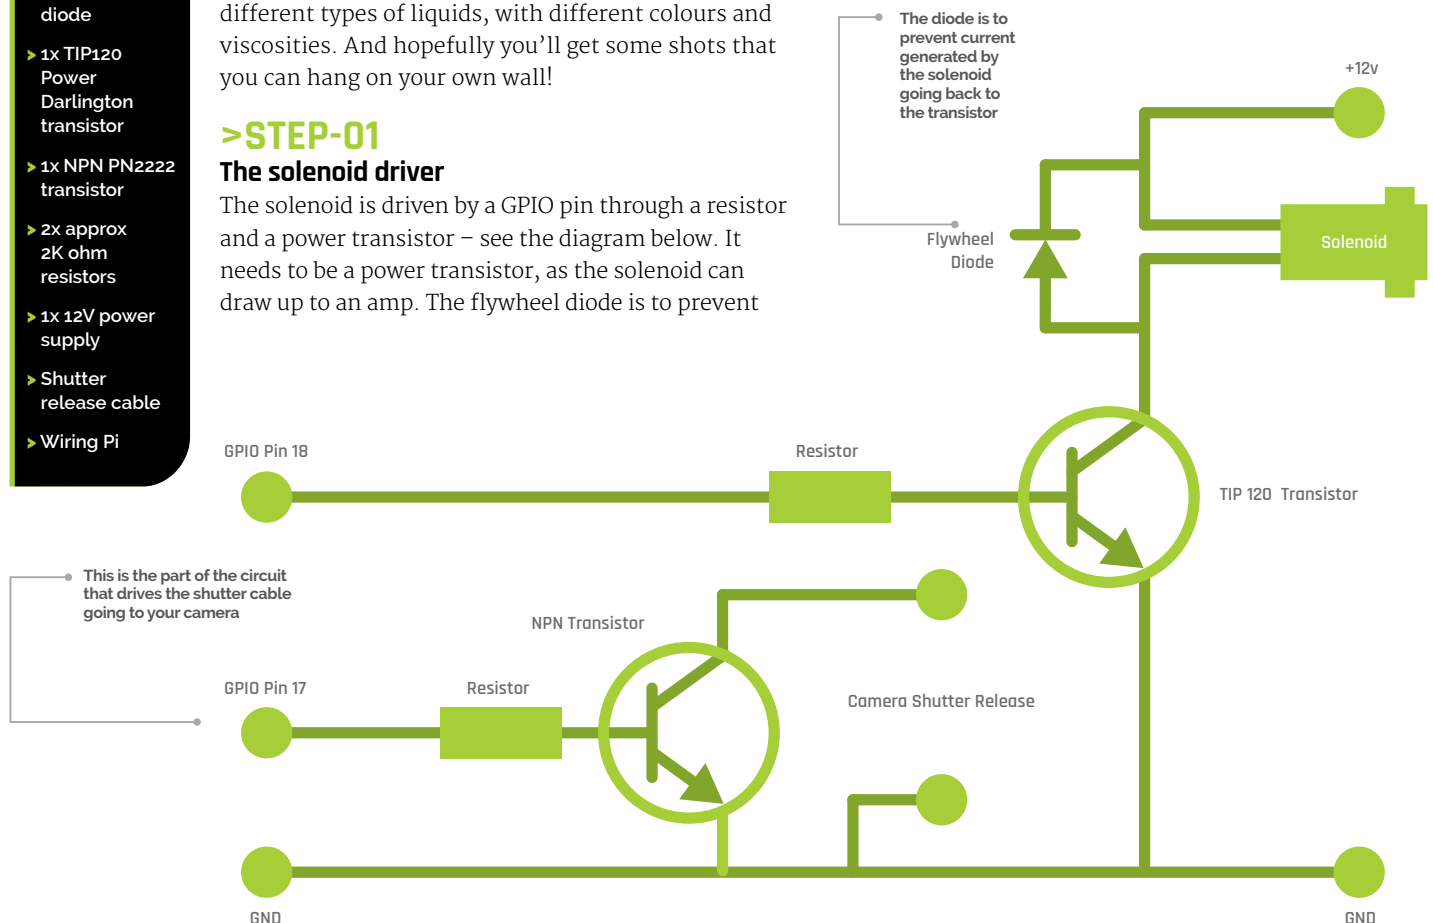 diode
> 1x TIP120
Power
Darlington
transistor
> 1x NPN PN2222
transistor
> 2x approx
2K ohm
resistors
> 1x 12V power
supply
> Shutter
release cable
> Wiring Pi
different types of liquids, with different colours and
viscosities. And hopefully you’ll get some shots that
you can hang on your own wall!
>STEP-01
The solenoid driver
The solenoid is driven by a GPIO pin through a resistor
and a power transistor – see the diagram below. It
needs to be a power transistor, as the solenoid can
draw up to an amp. The flywheel diode is to prevent
The diode is to
prevent current
generated by
the solenoid
going back to
the transistor
+12v
Flywheel
Diode
Solenoid
GPIO Pin 18
Resistor
TIP 120 Transistor
This is the part of the circuit
that drives the shutter cable
going to your camera
NPN Transistor
GPIO Pin 17
Resistor
Camera Shutter Release
GND
GND